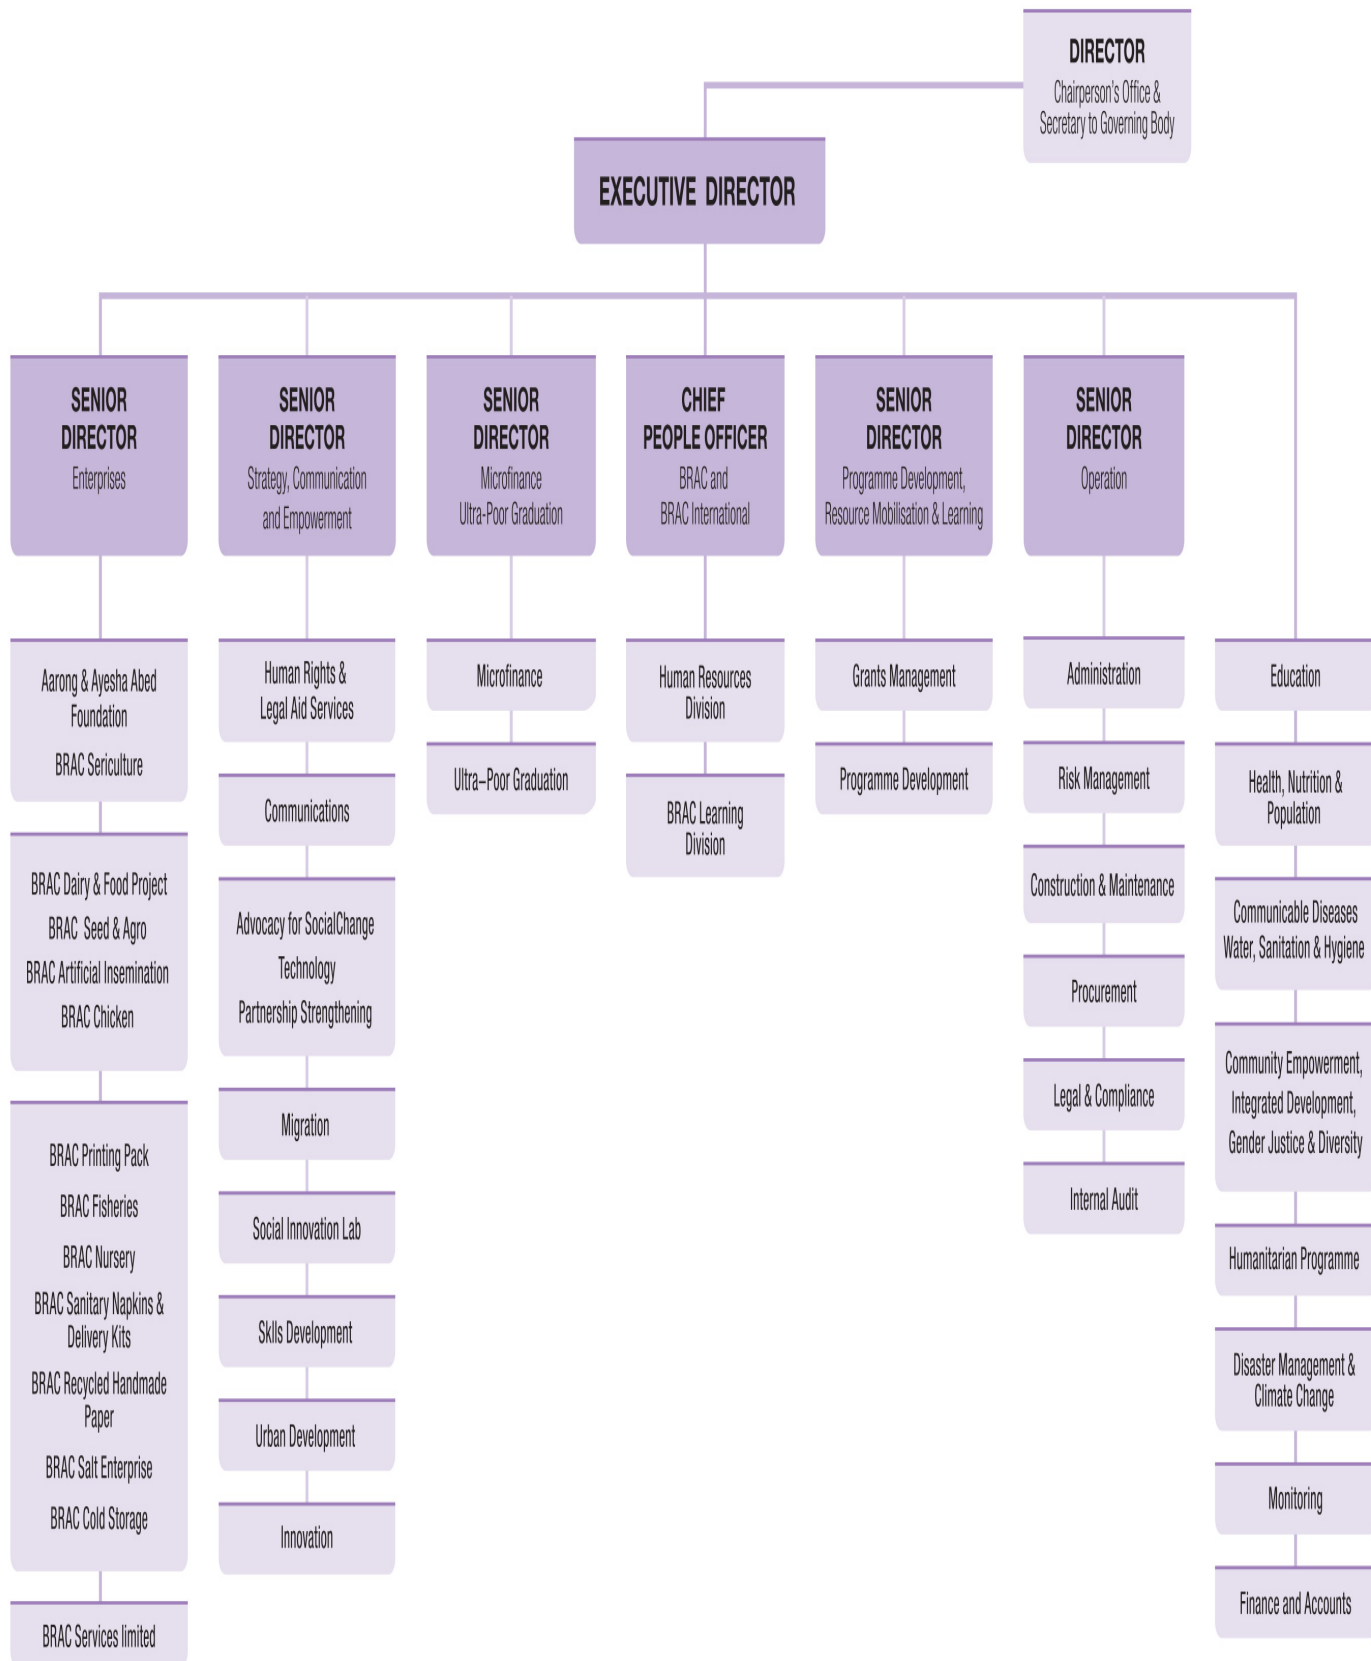 DIRECTOR
Chairperson's Office &
Secretary to Governing Body
EXECUTIVE DIRECTOR
SENIOR
DIRECTOR
Enterprises
SENIOR
DIRECTOR
Strategy, Communication
and Empowerment
SENIOR
DIRECTOR
Microfinance
Ultra-Poor Graduation
CHIEF
PEOPLE OFFICER
BRAC and
BRAC International
SENIOR
DIRECTOR
Programme Development,
Resource Mobilisation & Learning
SENIOR
DIRECTOR
Operation
Aarong & Ayesha Abed
Foundation
BRAC Sericulture
BRAC Dairy & Food Project
BRAC Seed & Agro
BRAC Artificial Insemination
BRAC Chicken
BRAC Printing Pack
BRAC Fisheries
BRAC Nursery
BRAC Sanitary Napkins &
Delivery Kits
BRAC Recycled Handmade
Paper
BRAC Salt Enterprise
BRAC Cold Storage
BRAC Services limited
Human Rights &
Legal Aid Services
Communications
Advocacy for SocialChange
Technology
Partnership Strengthening
Migration
Social Innovation Lab
Sklls Development
Urban Development
Innovation
Microfinance
Ultra–Poor Graduation
Human Resources
Division
BRAC Learning
Division
Grants Management
Programme Development
Administration
Risk Management
Construction & Maintenance
Procurement
Legal & Compliance
Internal Audit
Education
Health, Nutrition &
Population
Communicable Diseases
Water, Sanitation & Hygiene
Community Empowerment,
Integrated Development,
Gender Justice & Diversity
Humanitarian Programme
Disaster Management &
Climate Change
Monitoring
Finance and Accounts